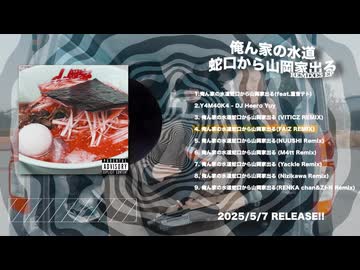 俺ん家の水道
蛇口から山岡家出る
REMIXES EP
1. 俺ん家の水道蛇口から山岡家出る(feat.重音テト)
2.Y4M40K4 - DJ Heero Yuy
3. 俺ん家の水道蛇口から山岡家出る (VITICZ REMIX)
4. 俺ん家の水道蛇口から山岡家出る (FAIZ REMIX)
5. 俺ん家の水道蛇口から山岡家出る (NUUSHI Remix)
6. 俺ん家の水道蛇口から山岡家出る (M4tt Remix)
7. 俺ん家の水道蛇口から山岡家出る (Yackle Remix)
8. 俺ん家の水道蛇口から山岡家出る (Nizikawa Remix)
9. 俺ん家の水道蛇口から山岡家出る(RENKA chan&ZJ-N Remix)
PARENTAL
ADVISORY
EXPLICIT CONTENT
2025/5/7 RELEASE!!